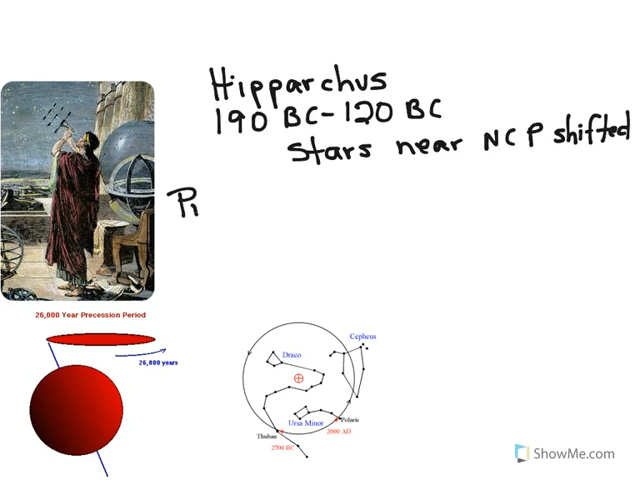 Hipparchus
190 BC-120 BC
Stars near NCP shifted
Pr
26,000 Year Precession Period
26,000 years
Cepheus
Draco
Polaris
Ursa Minor
2000 AD
Thuban
2700 BC
ShowMe.com